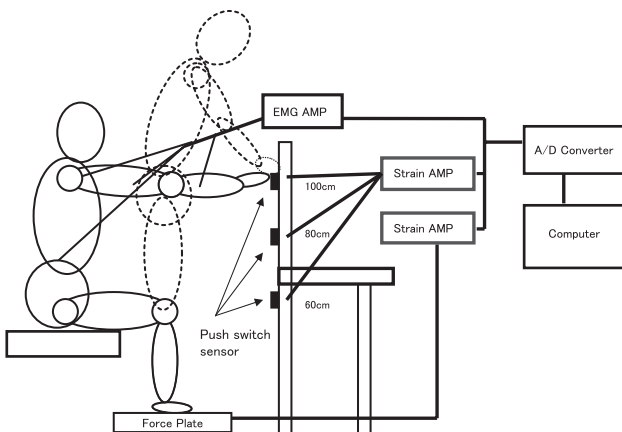 EMG AMP
A/D Converter
Strain AMP
100cm
Strain AMP
80cm
Computer
60cm
Push switch
sensor
Force Plate